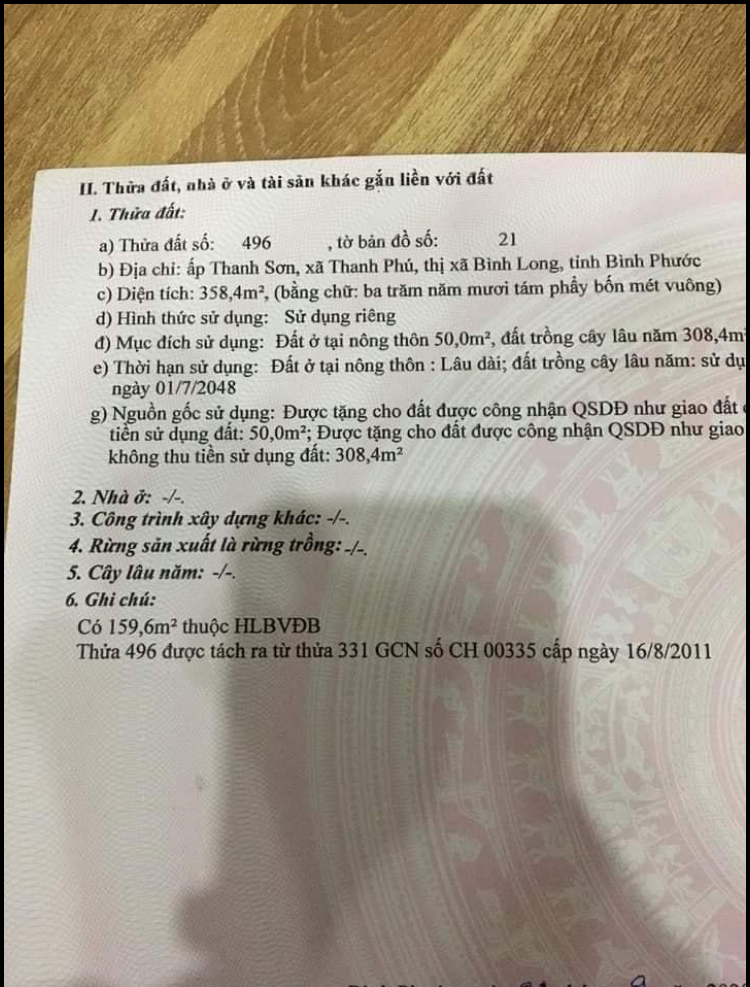 II. Thửa đất, nhà ở và tài sản khác gắn liền với đất
1. Thửa đất:
a) Thửa đất số: 496 , tờ bản đồ số: 21
b) Địa chỉ: ấp Thanh Sơn, xã Thanh Phú, thị xã Bình Long, tỉnh Bình Phước
c) Diện tích: 358,4m², (bằng chữ: ba trăm năm mươi tám phẩy bốn mét vuông)
d) Hình thức sử dụng: Sử dụng riêng
đ) Mục đích sử dụng: Đất ở tại nông thôn 50,0m², đất trồng cây lâu năm 308,4m
e) Thời hạn sử dụng: Đất ở tại nông thôn : Lâu dài; đất trồng cây lâu năm: sử dụ
ngày 01/7/2048
g) Nguồn gốc sử dụng: Được tặng cho đất được công nhận QSDĐ như giao đất
tiền sử dụng đất: 50,0m²; Được tặng cho đất được công nhận QSDĐ như giao
không thu tiền sử dụng đất: 308,4m²
2. Nhà ở: -/-.
3. Công trình xây dựng khác: -/-.
4. Rừng sản xuất là rừng trồng: -/-.
5. Cây lâu năm: -/-.
6. Ghi chú:
Có 159,6m² thuộc HLBVĐB
Thửa 496 được tách ra từ thửa 331 GCN số CH 00335 cấp ngày 16/8/2011